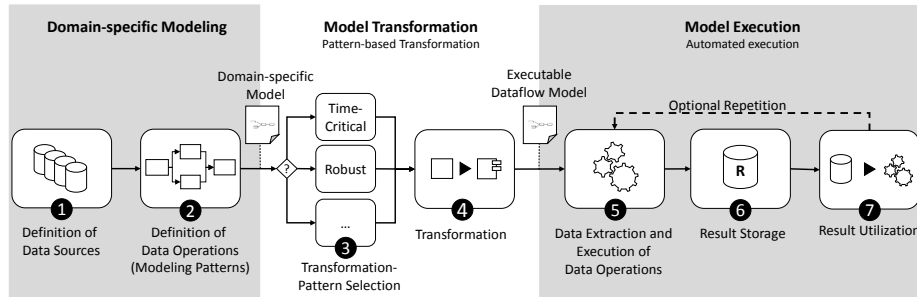 Domain-specific Modeling
Model Transformation
Pattern-based Transformation
Model Execution
Automated execution
Domain-specific
Model
Executable
Dataflow Model
Optional Repetition
Time-
Critical
?
Robust
...
R
1
Definition of
Data Sources
2
Definition of
Data Operations
(Modeling Patterns)
3
Transformation-
Pattern Selection
4
Transformation
5
Data Extraction and
Execution of
Data Operations
6
Result Storage
7
Result Utilization